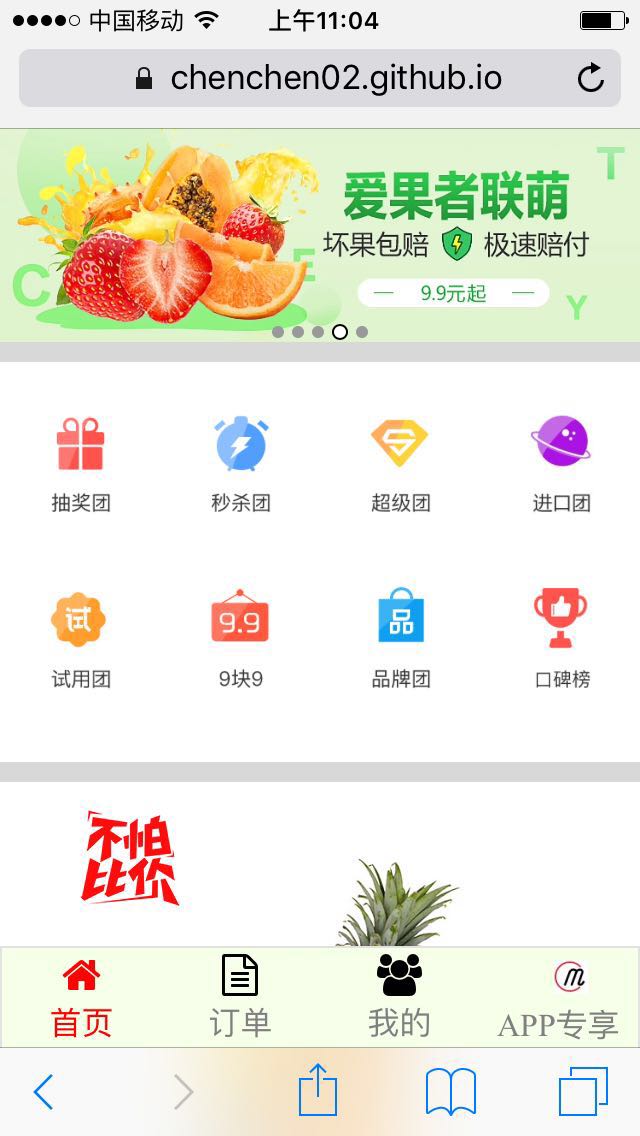 中国移动 上午11:04
chenchen02.github.io
T
爱果者联萌
坏果包赔 极速赔付
C E
9.9元起
Y
抽奖团 秒杀团 超级团 进口团
试 9.9 品
试用团 9块9 品牌团 口碑榜
不怕
比价
m
首页 订单 我的 APP专享